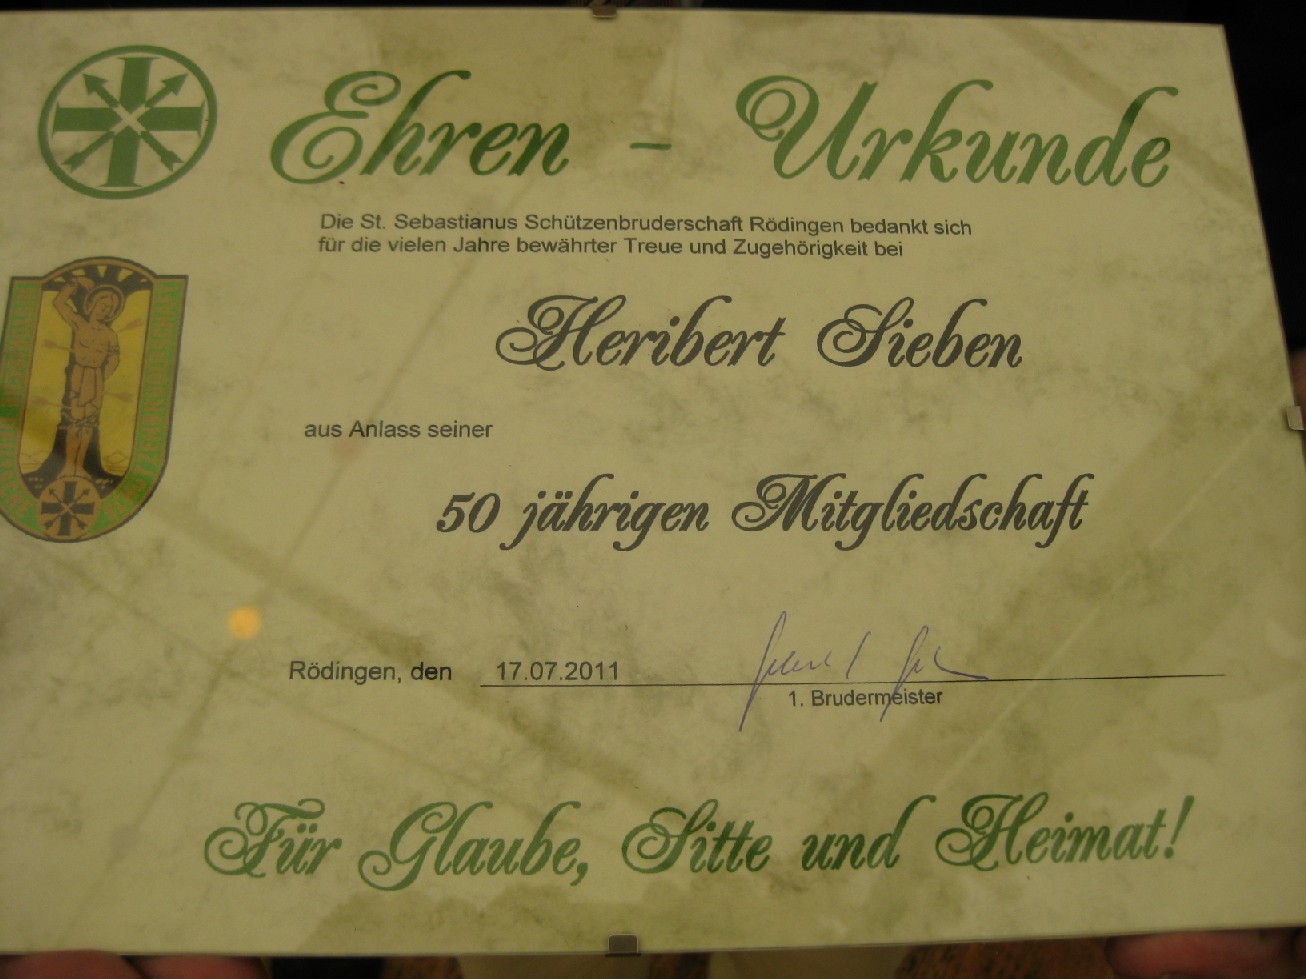 Ehren - Urkunde
Die St. Sebastianus Schützenbruderschaft Rödingen bedankt sich
für die vielen Jahre bewährter Treue und Zugehörigkeit bei
Heribert Sieben
aus Anlass seiner
50 jährigen Mitgliedschaft
Rödingen, den 17.07.2011
1. Brudermeister
Für Glaube, Sitte und Heimat!